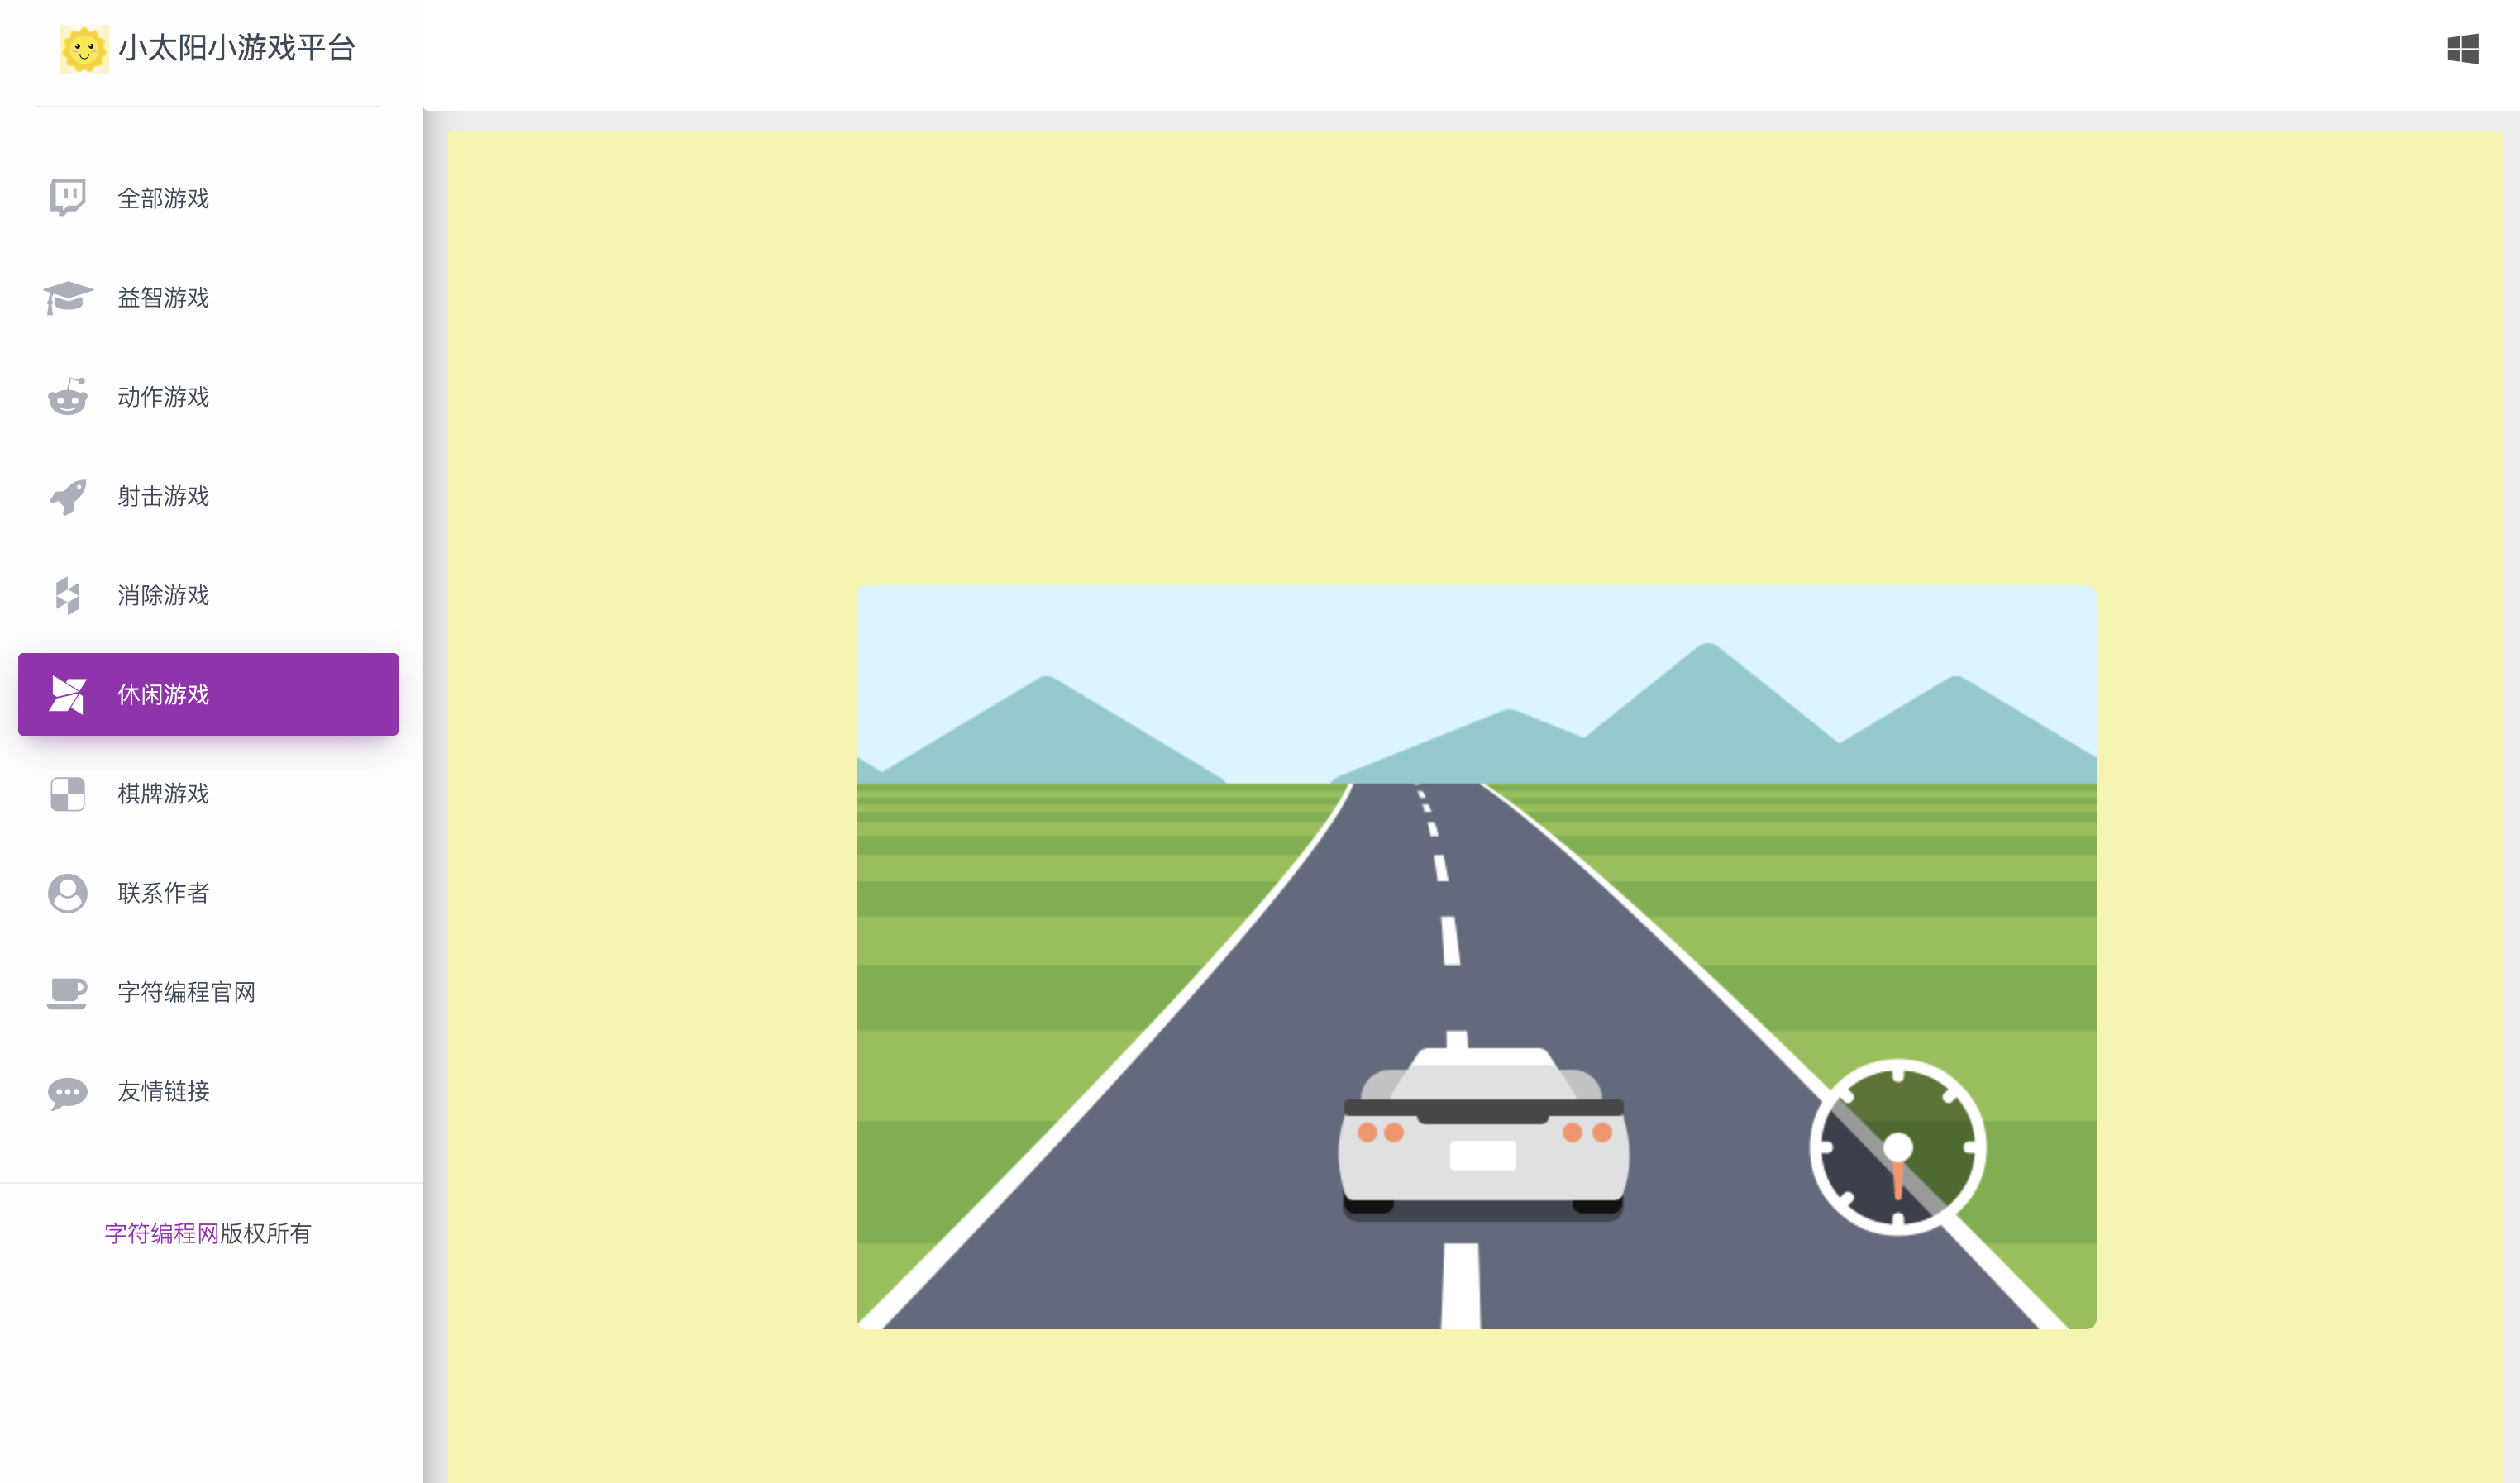 小太阳小游戏平台
全部游戏
益智游戏
动作游戏
射击游戏
消除游戏
休闲游戏
棋牌游戏
联系作者
字符编程官网
友情链接
字符编程网版权所有